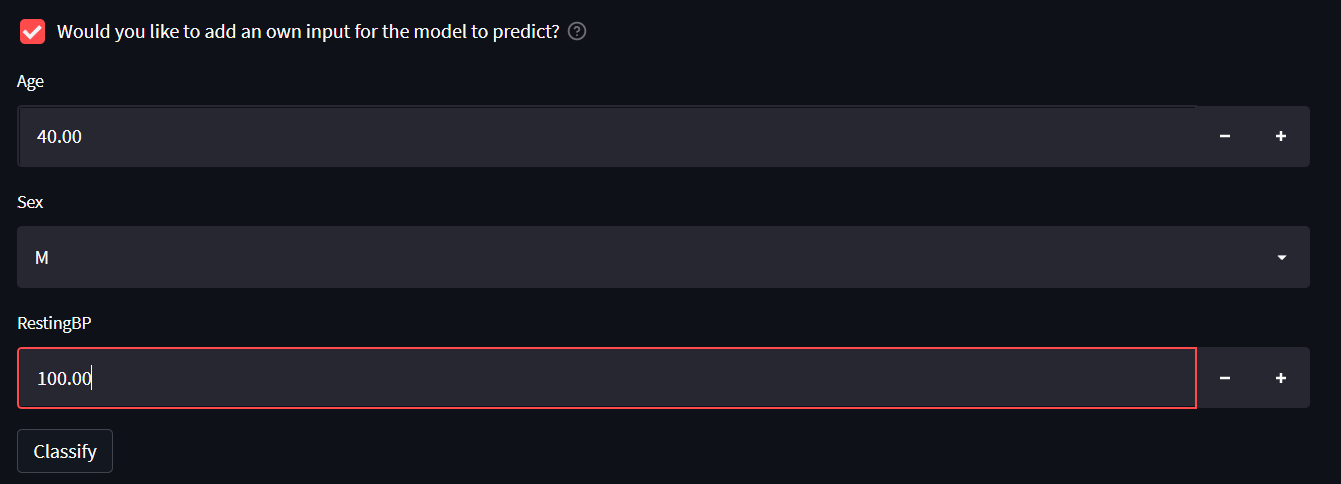 Would you like to add an own input for the model to predict?
Age
40.00
Sex
M
RestingBP
100.00
Classify